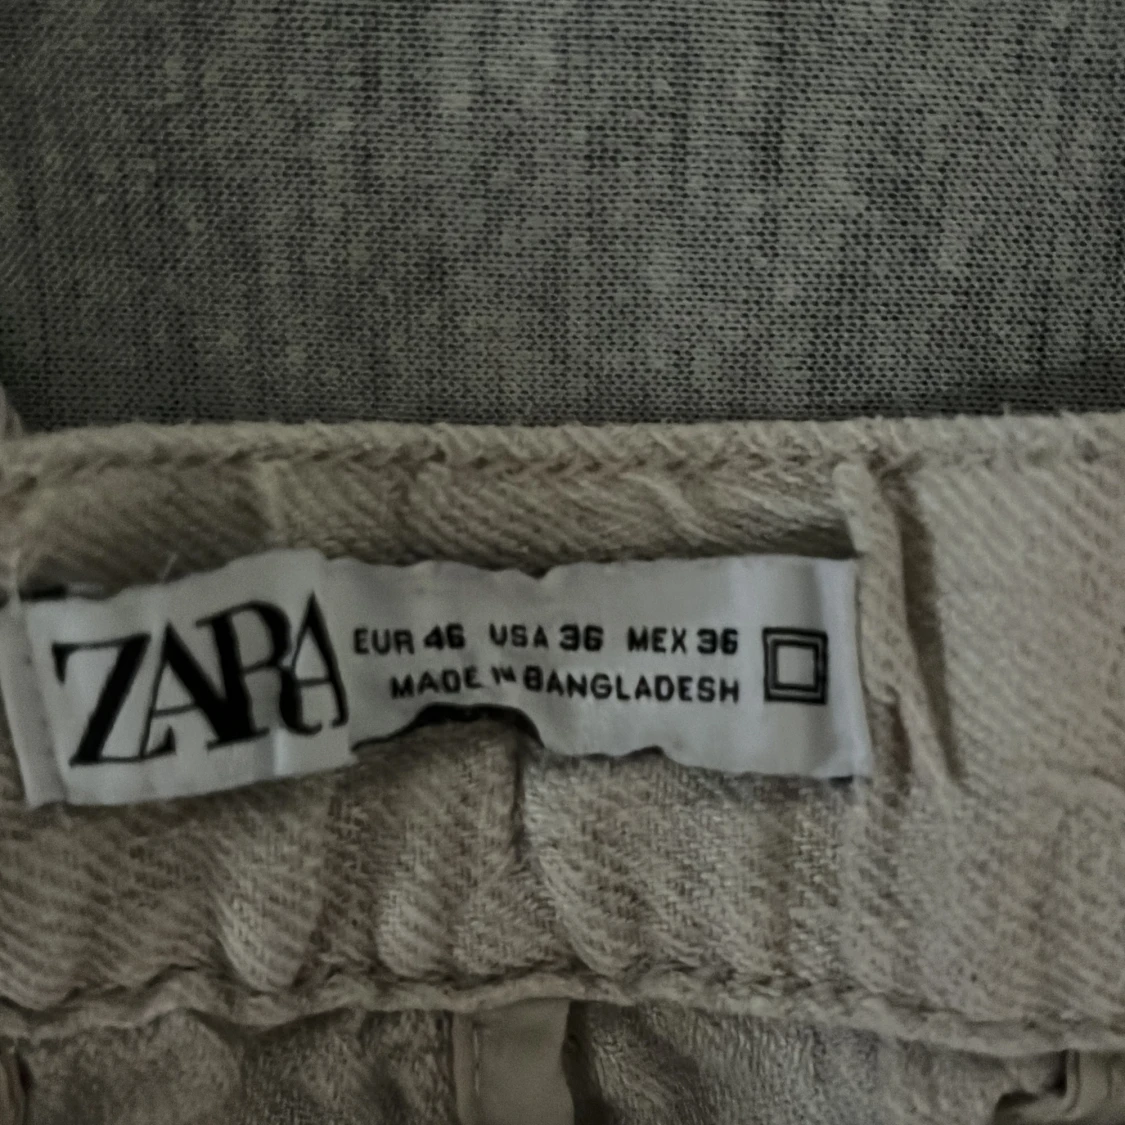 ZARA
EUR 46 USA 36 MEX 36
MADE IN BANGLADESH